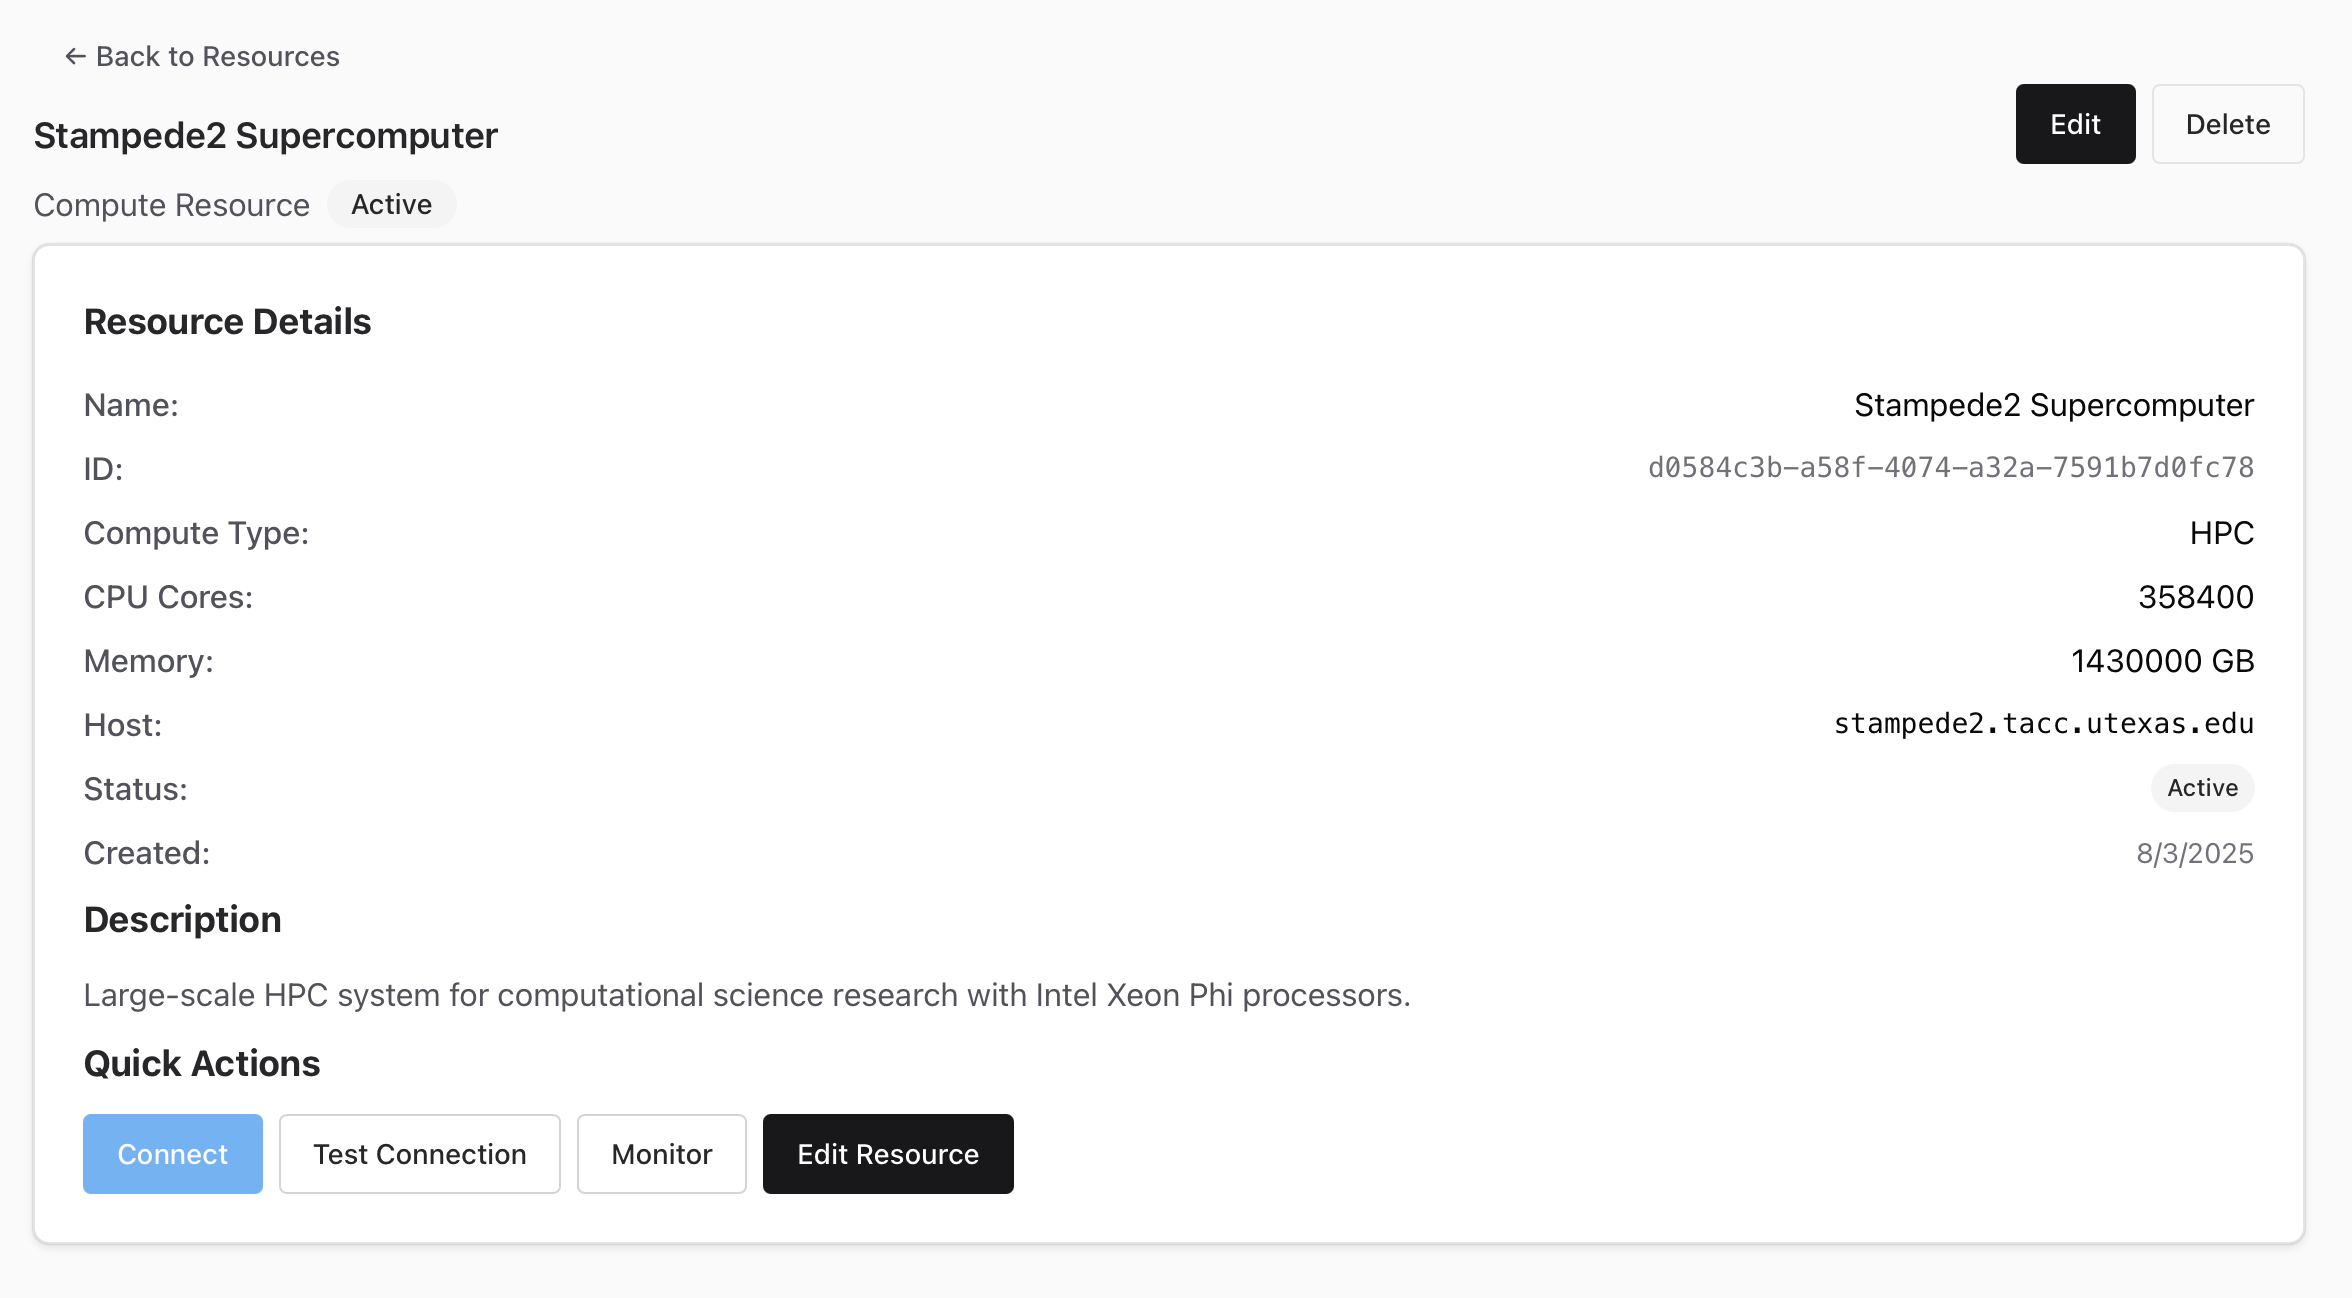 ← Back to Resources
Edit
Delete
Stampede2 Supercomputer
Compute Resource Active
Resource Details
Name: Stampede2 Supercomputer
ID: d0584c3b-a58f-4074-a32a-7591b7d0fc78
Compute Type: HPC
CPU Cores: 358400
Memory: 1430000 GB
Host: stampede2.tacc.utexas.edu
Status: Active
Created: 8/3/2025
Description
Large-scale HPC system for computational science research with Intel Xeon Phi processors.
Quick Actions
Connect Test Connection Monitor Edit Resource